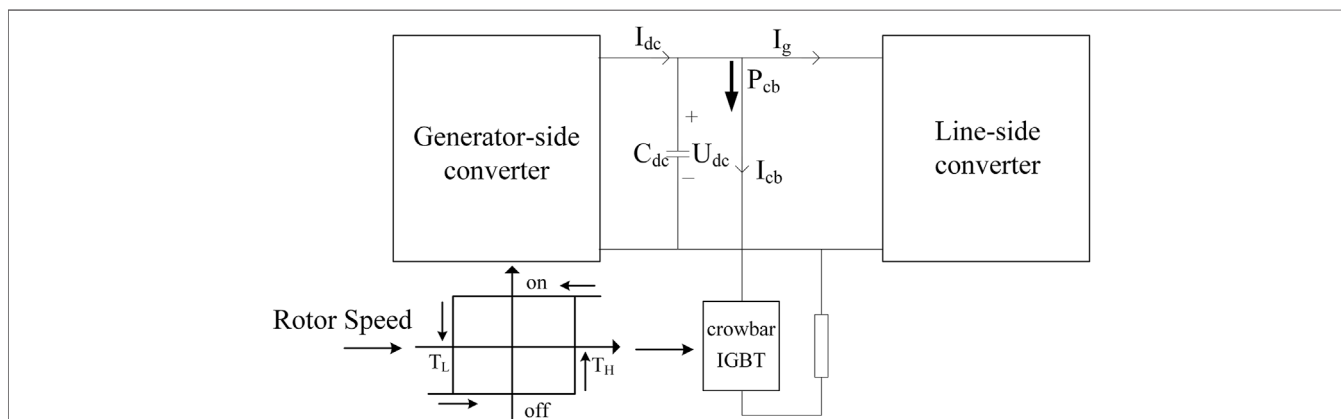 I_dc
I_g
P_cb
Generator-side
converter
+
C_dc
U_dc
−
I_cb
Line-side
converter
on
Rotor Speed
T_L
T_H
off
crowbar
IGBT